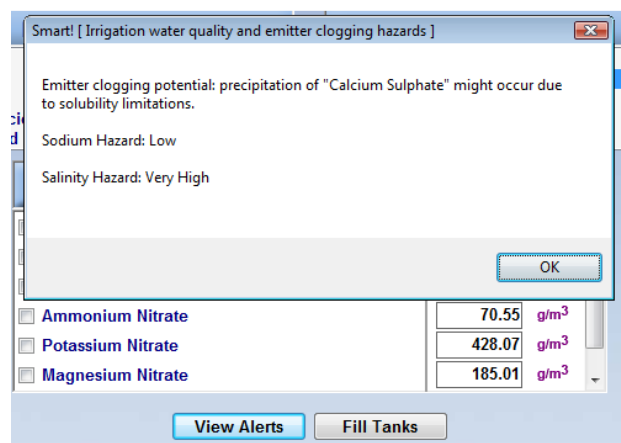 Smart! [ Irrigation water quality and emitter clogging hazards ]
Emitter clogging potential: precipitation of "Calcium Sulphate" might occur due
to solubility limitations.
Sodium Hazard: Low
Salinity Hazard: Very High
OK
Ammonium Nitrate 70.55 g/m3
Potassium Nitrate 428.07 g/m3
Magnesium Nitrate 185.01 g/m3
View Alerts Fill Tanks